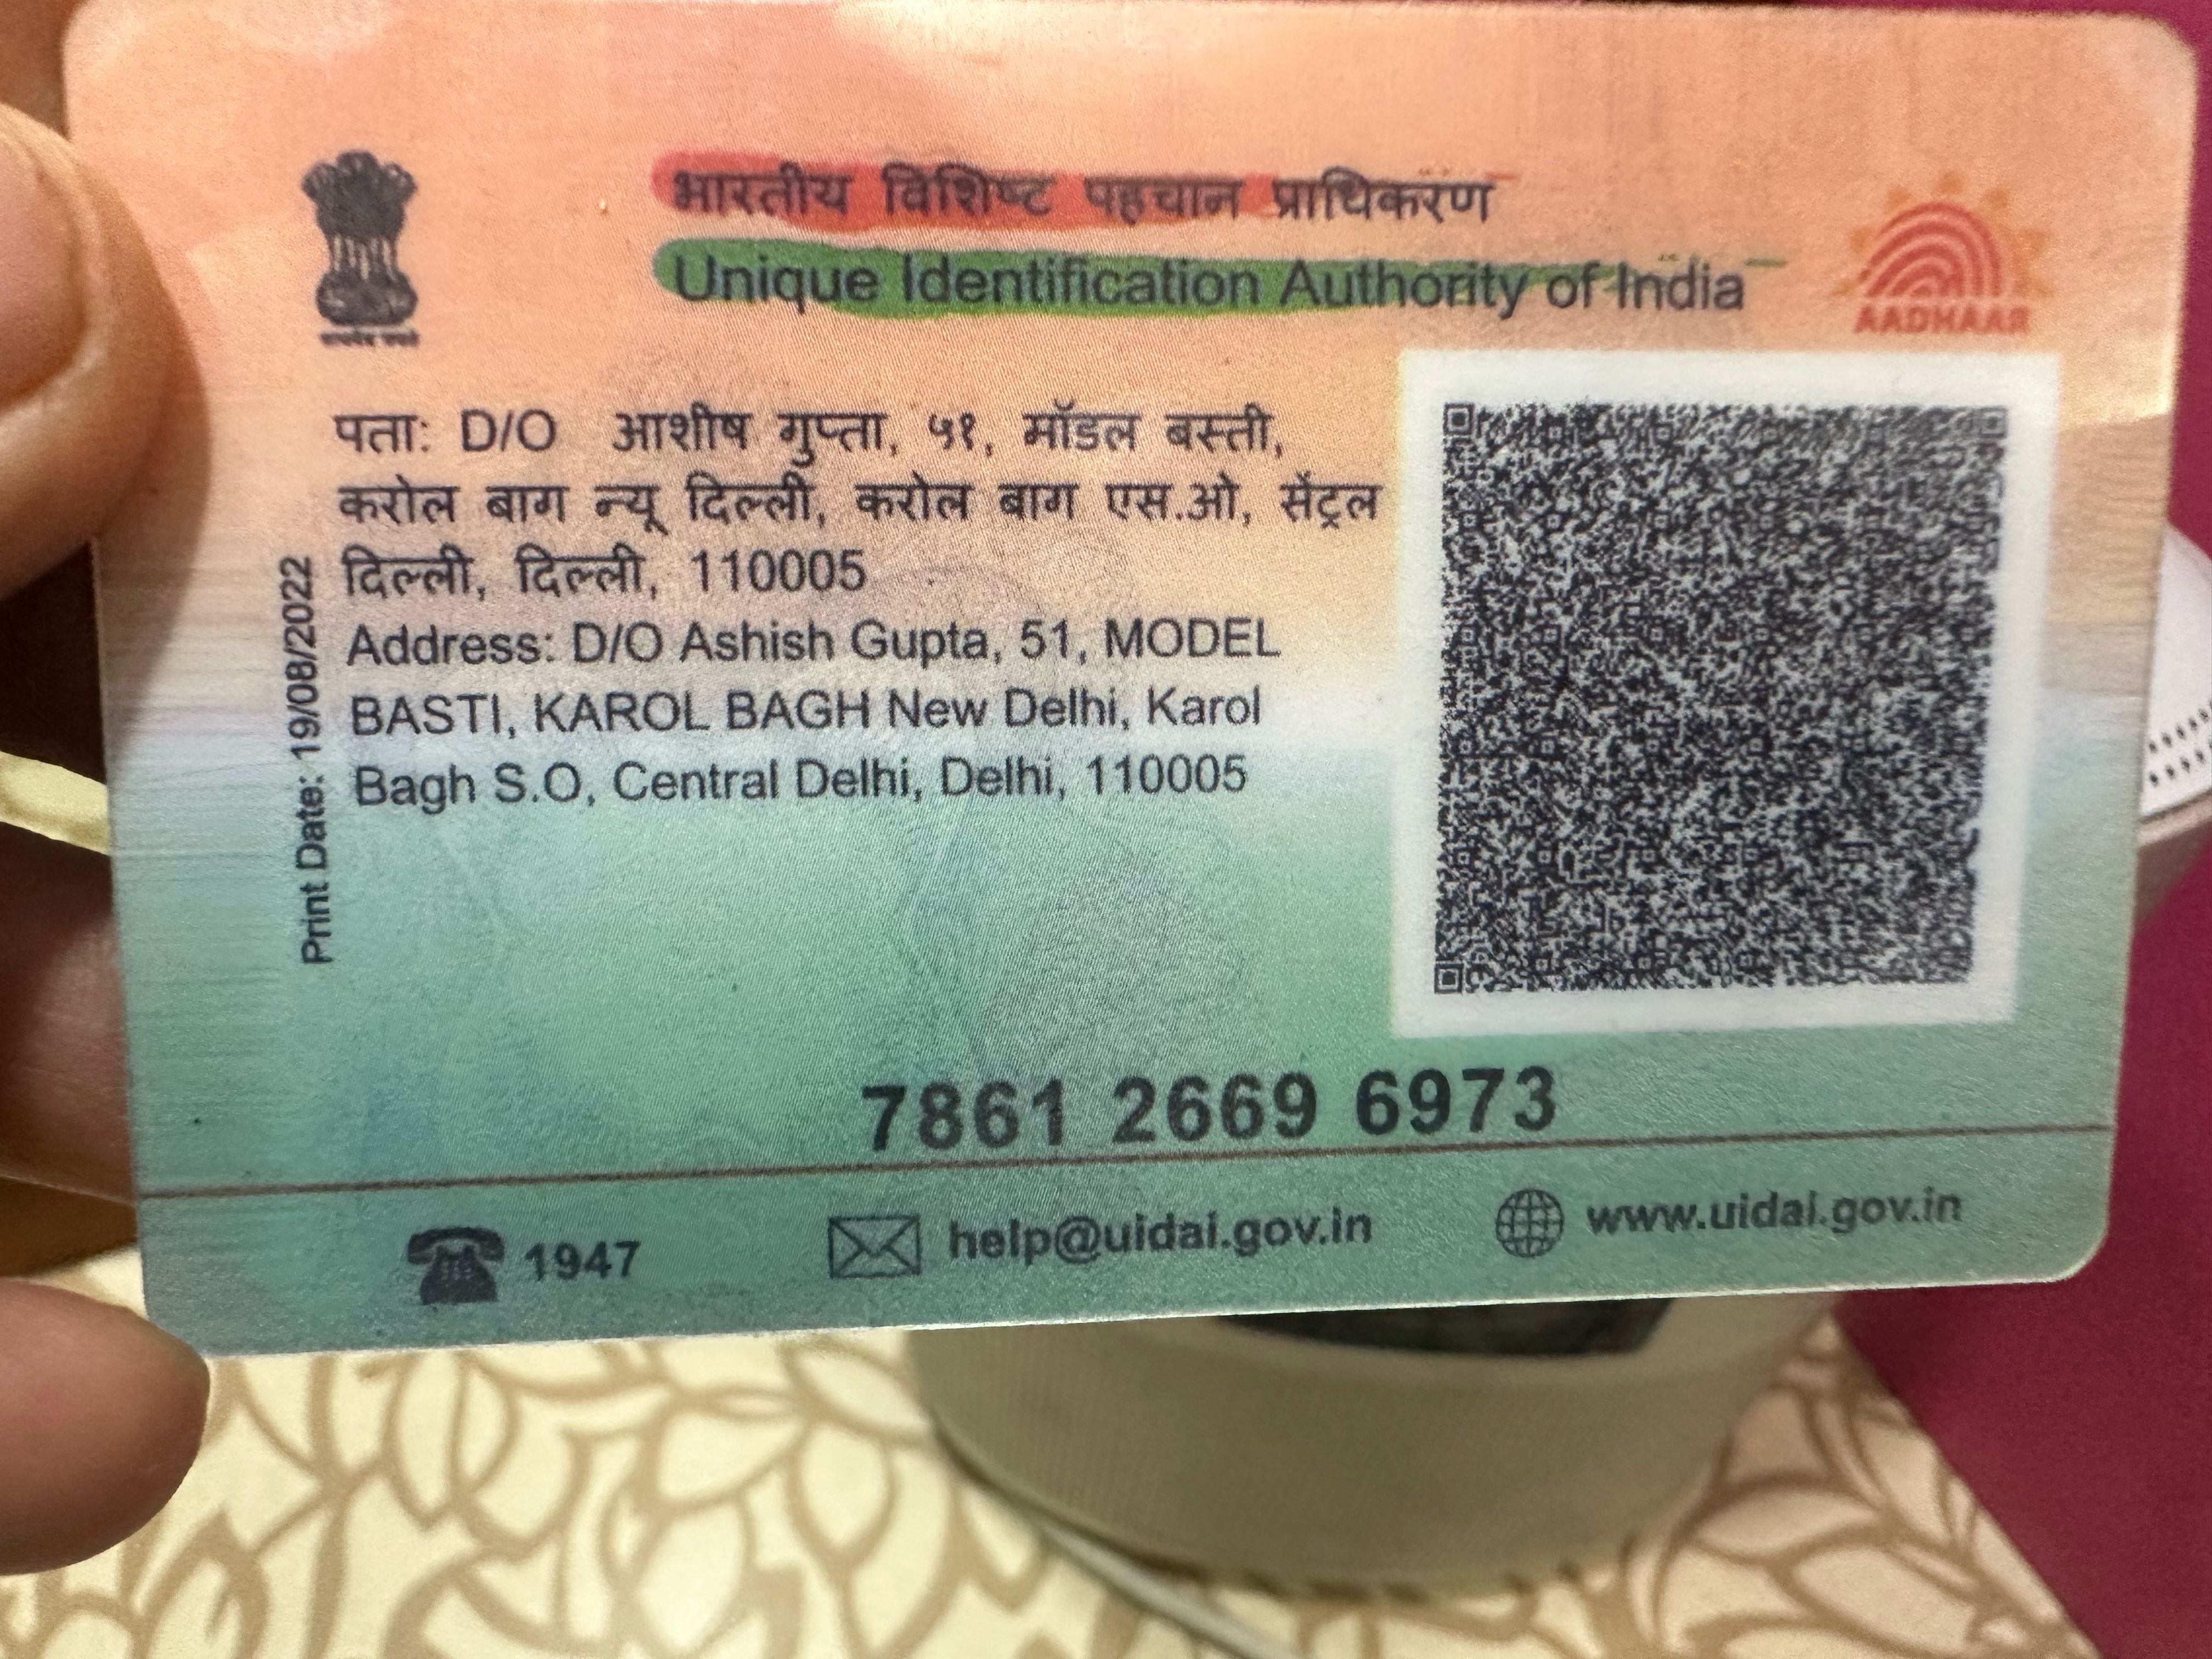 भारतीय विशिष्ट पहचान प्राधिकरण
Unique Identification Authority of India
AADHAAR
पता: D/O आशीष गुप्ता, ५१, मॉडल बस्ती,
करोल बाग न्यू दिल्ली, करोल बाग एस.ओ, सेंट्रल
दिल्ली, दिल्ली, 110005
Address: D/O Ashish Gupta, 51, MODEL
BASTI, KAROL BAGH New Delhi, Karol
Bagh S.O, Central Delhi, Delhi, 110005
Print Date: 19/08/2022
7861 2669 6973
1947
help@uidai.gov.in
www.uidai.gov.in